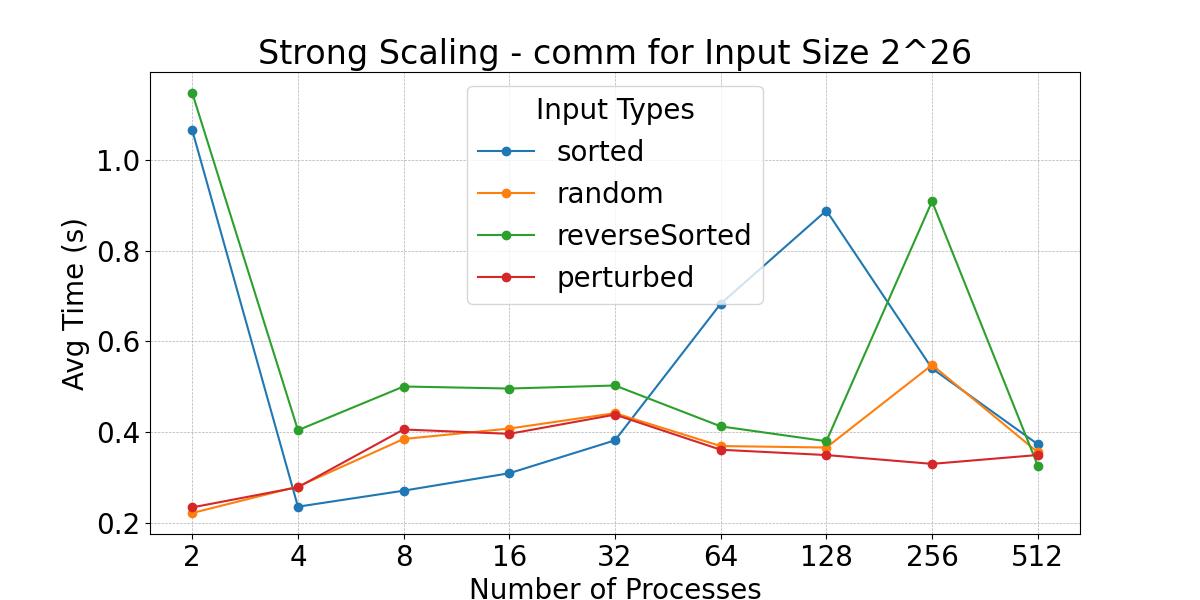 Strong Scaling - comm for Input Size 2^26
Input Types
sorted
random
reverseSorted
perturbed
Avg Time (s)
1.0
0.8
0.6
0.4
0.2
2 4 8 16 32 64 128 256 512
Number of Processes